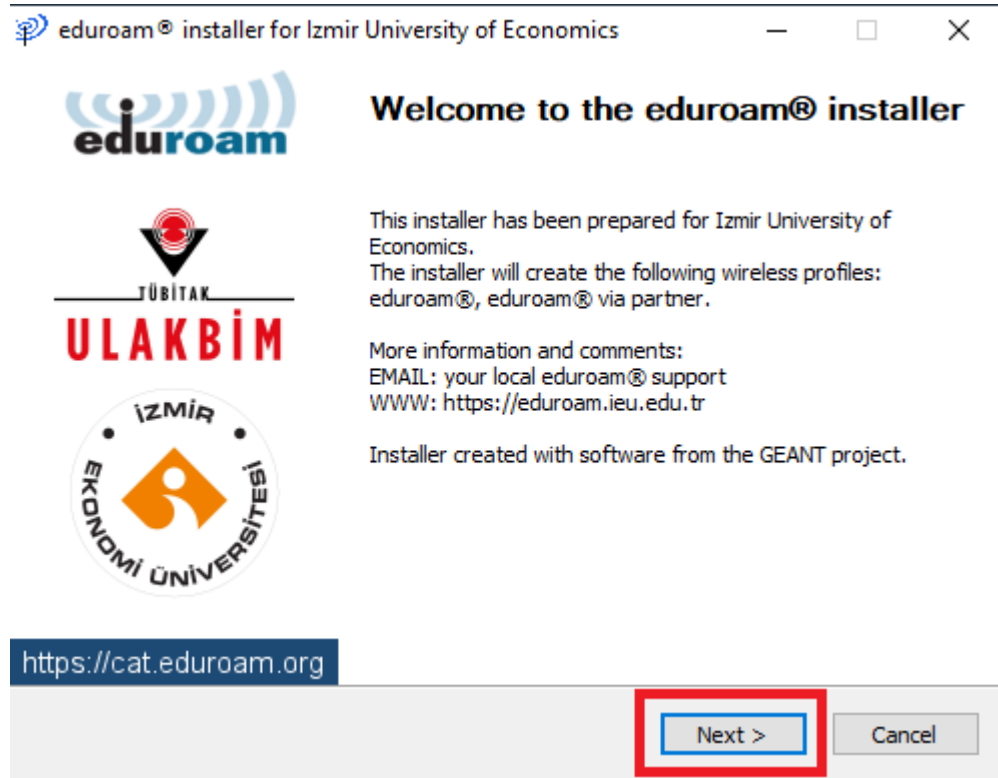 eduroam® installer for Izmir University of Economics
eduroam
Welcome to the eduroam® installer
TÜBİTAK
ULAKBİM
İZMİR
EKONOMİ ÜNİVERSİTESİ
This installer has been prepared for Izmir University of
Economics.
The installer will create the following wireless profiles:
eduroam®, eduroam® via partner.
More information and comments:
EMAIL: your local eduroam® support
WWW: https://eduroam.ieu.edu.tr
Installer created with software from the GEANT project.
https://cat.eduroam.org
Next >
Cancel